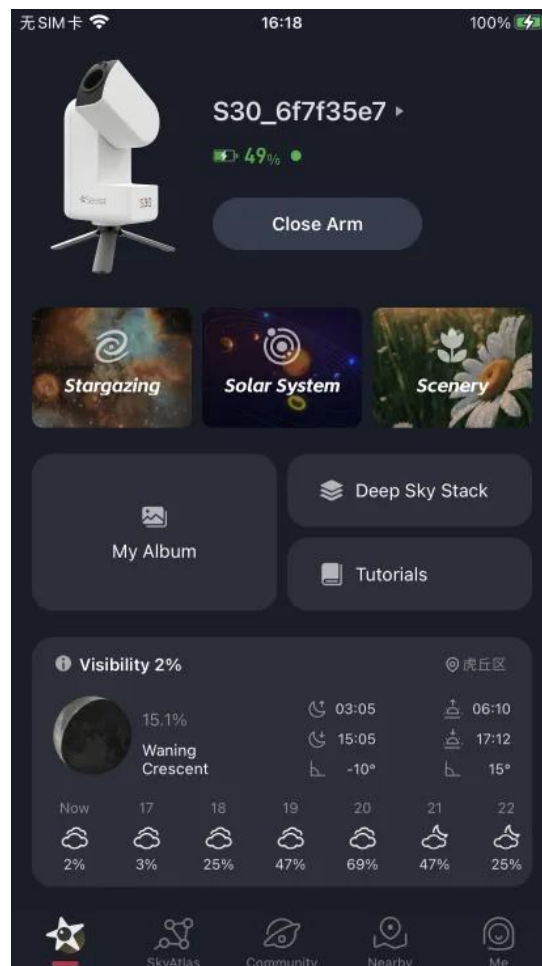 无SIM卡 16:18 100%
S30_6f7f35e7
49%
Close Arm
S30
Stargazing Solar System Scenery
Deep Sky Stack
My Album
Tutorials
Visibility 2% 虎丘区
15.1%
Waning
Crescent
03:05 06:10
15:05 17:12
-10° 15°
Now 17 18 19 20 21 22
2% 3% 25% 47% 69% 47% 25%
SkyAtlas Community Nearby Me